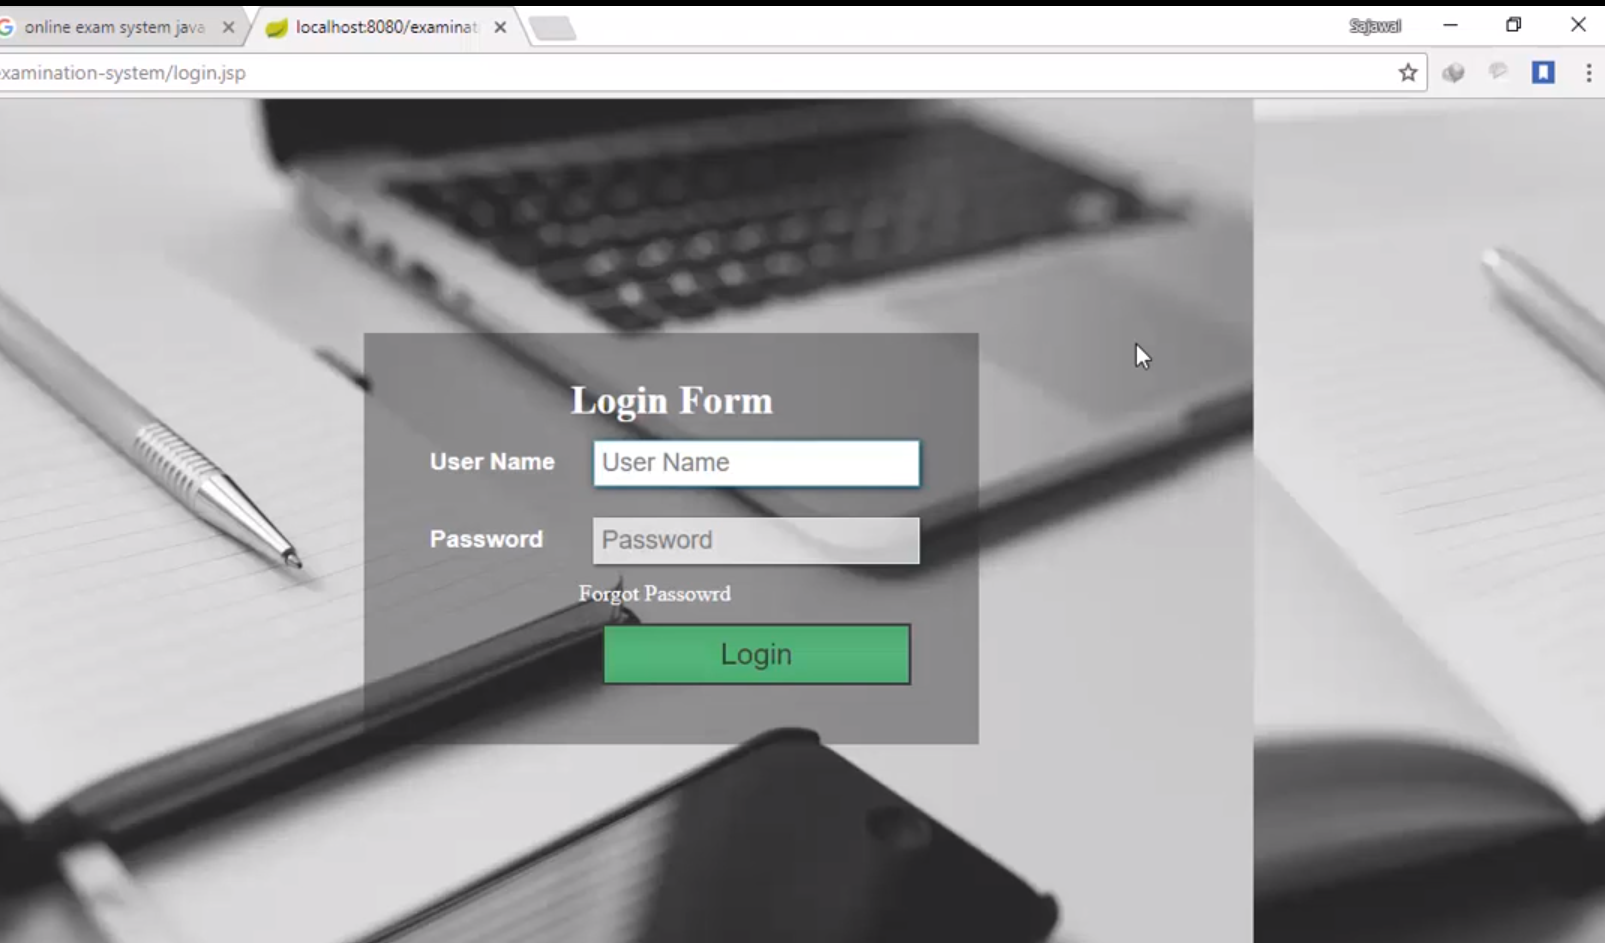 online exam system java
localhost:8080/examinat
Sajawal
examination-system/login.jsp
Login Form
User Name
User Name
Password
Password
Forgot Passowrd
Login